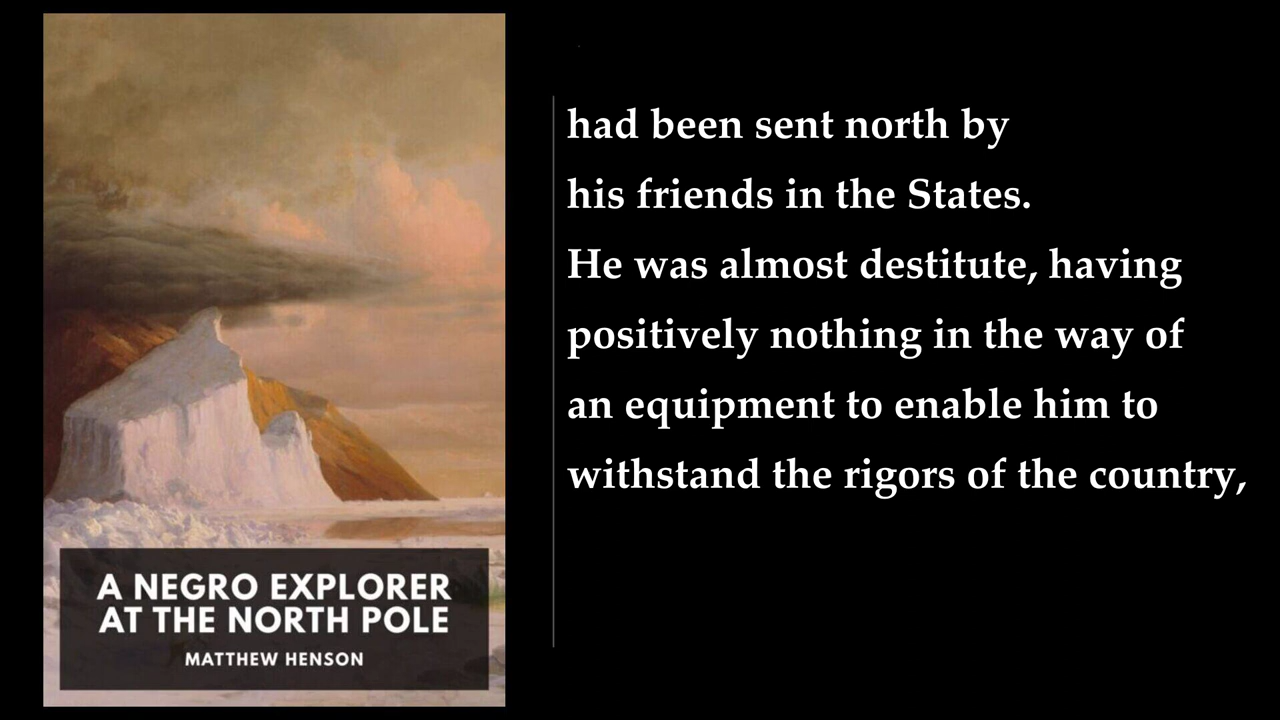 had been sent north by
his friends in the States.
He was almost destitute, having
positively nothing in the way of
an equipment to enable him to
withstand the rigors of the country,
A NEGRO EXPLORER
AT THE NORTH POLE
MATTHEW HENSON